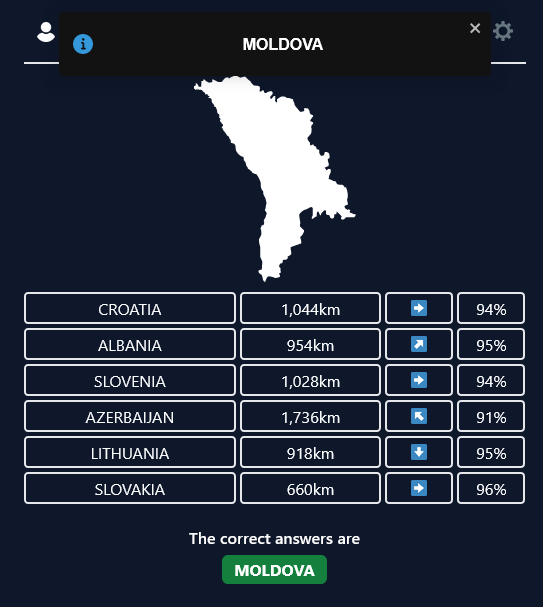 MOLDOVA
CROATIA 1,044km 94%
ALBANIA 954km 95%
SLOVENIA 1,028km 94%
AZERBAIJAN 1,736km 91%
LITHUANIA 918km 95%
SLOVAKIA 660km 96%
The correct answers are
MOLDOVA